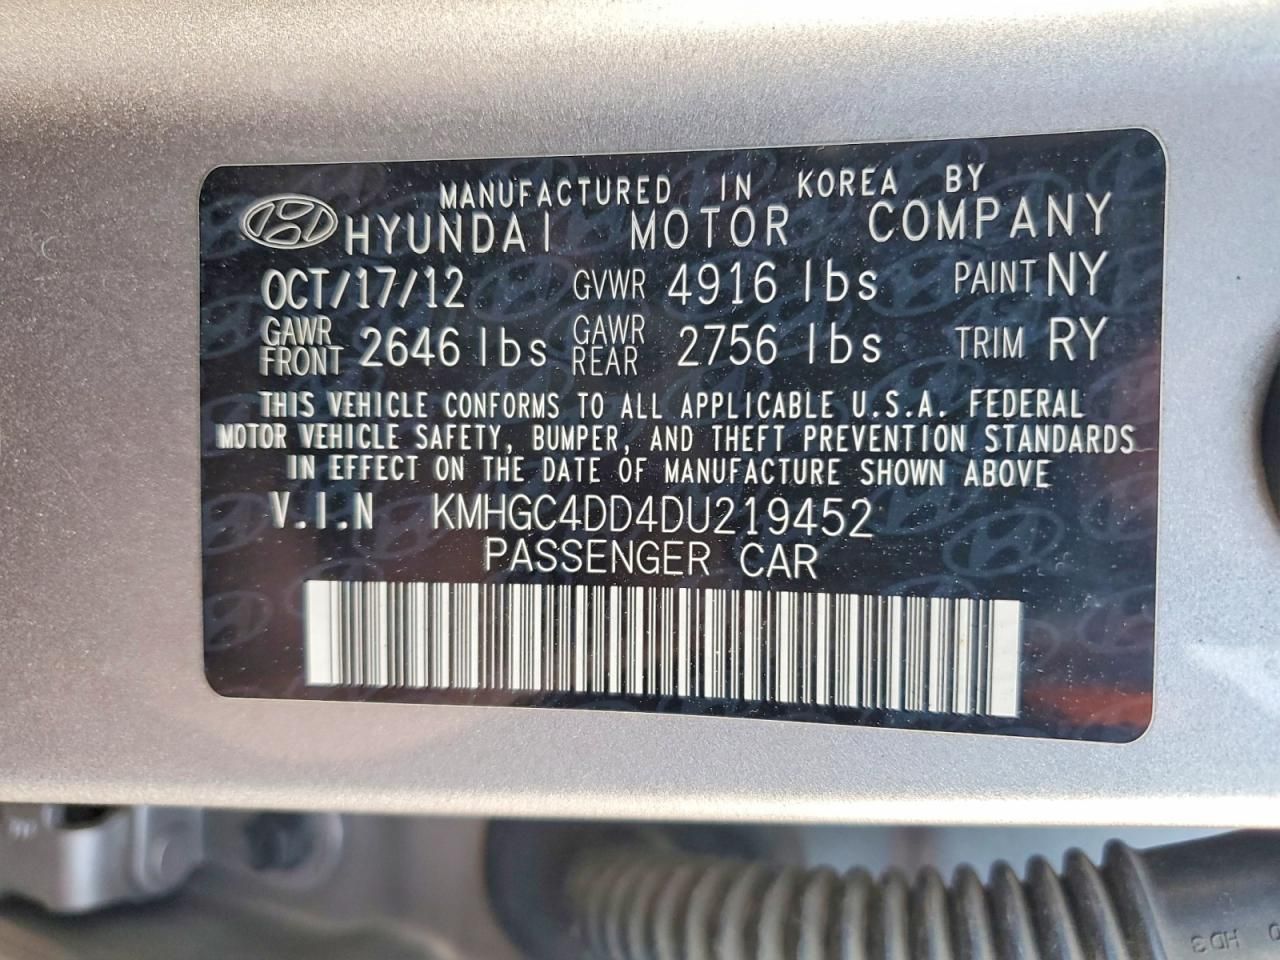 MANUFACTURED IN KOREA BY
HYUNDAI MOTOR COMPANY
OCT/17/12 GVWR 4916 lbs PAINT NY
GAWR FRONT 2646 lbs GAWR REAR 2756 lbs TRIM RY
THIS VEHICLE CONFORMS TO ALL APPLICABLE U.S.A. FEDERAL
MOTOR VEHICLE SAFETY, BUMPER, AND THEFT PREVENTION STANDARDS
IN EFFECT ON THE DATE OF MANUFACTURE SHOWN ABOVE
V.I.N KMHGC4DD4DU219452
PASSENGER CAR
HD3